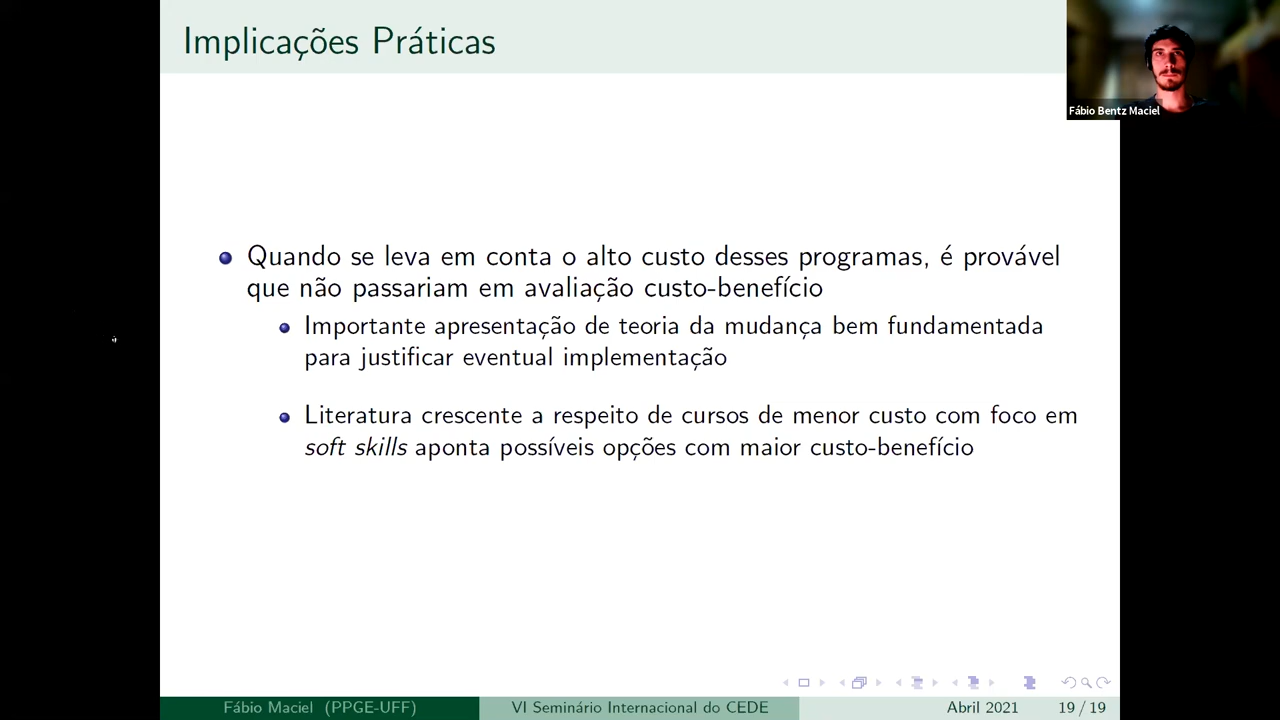 Implicações Práticas
Fábio Bentz Maciel
Quando se leva em conta o alto custo desses programas, é provável
que não passariam em avaliação custo-benefício
Importante apresentação de teoria da mudança bem fundamentada
para justificar eventual implementação
Literatura crescente a respeito de cursos de menor custo com foco em
soft skills aponta possíveis opções com maior custo-benefício
Fábio Maciel (PPGE-UFF)
VI Seminário Internacional do CEDE
Abril 2021
19 / 19